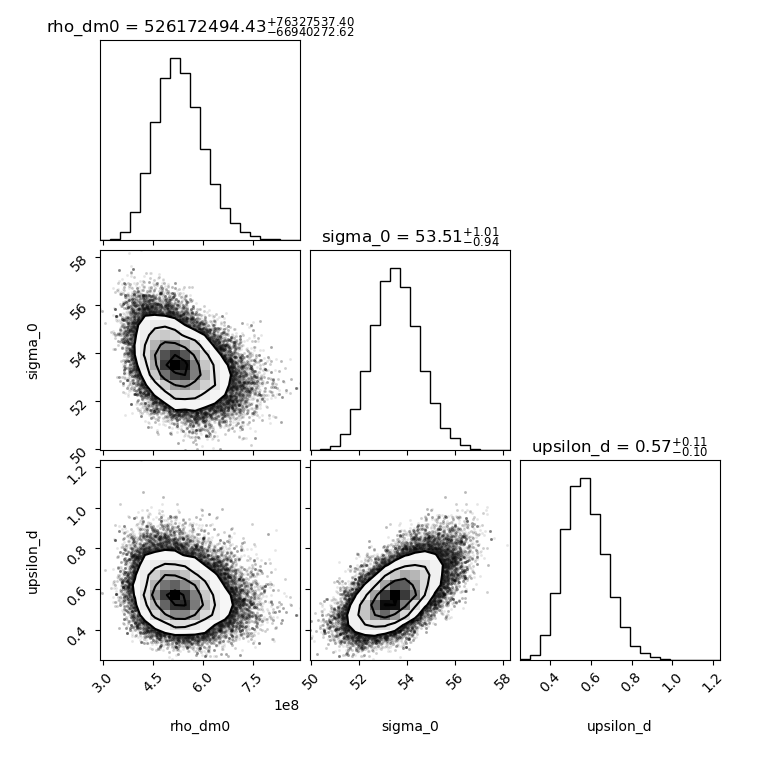 rho_dm0 = 526172494.43+76327537.40−66940272.62
sigma_0 = 53.51+1.01−0.94
58
56
54
52
50
sigma_0
upsilon_d = 0.57+0.11−0.10
1.2
1.0
0.8
0.6
0.4
upsilon_d
3.0 4.5 6.0 7.5 50 52 54 56 58 0.4 0.6 0.8 1.0 1.2
1e8
rho_dm0 sigma_0 upsilon_d